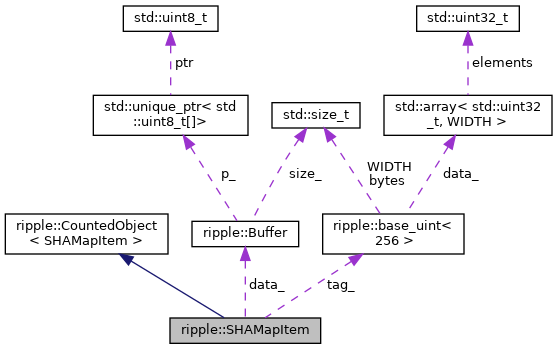 std::uint8_t
std::uint32_t
ptr
elements
std::unique_ptr< std
::uint8_t[]>
std::size_t
std::array< std::uint32
_t, WIDTH >
p_
size_
WIDTH
bytes
data_
ripple::CountedObject
< SHAMapItem >
ripple::Buffer
ripple::base_uint<
256 >
data_
tag_
ripple::SHAMapItem